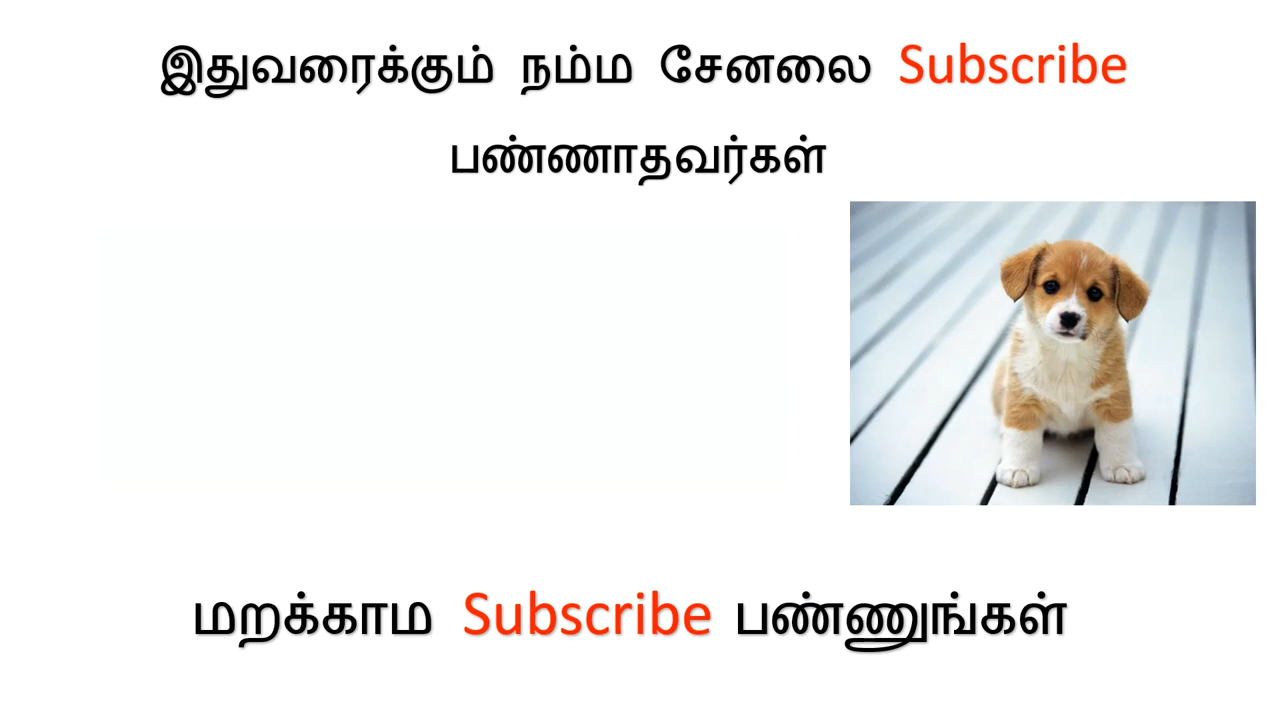 இதுவரைக்கும் நம்ம சேனலை Subscribe
பண்ணாதவர்கள்
மறக்காம Subscribe பண்ணுங்கள்